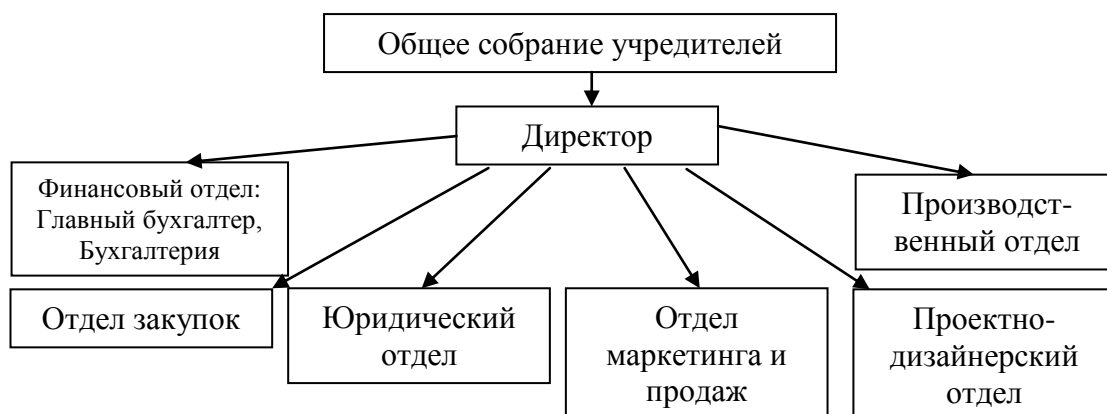 Общее собрание учредителей
Директор
Финансовый отдел:
Главный бухгалтер,
Бухгалтерия
Производст-
венный отдел
Отдел закупок
Юридический
отдел
Отдел
маркетинга и
продаж
Проектно-
дизайнерский
отдел